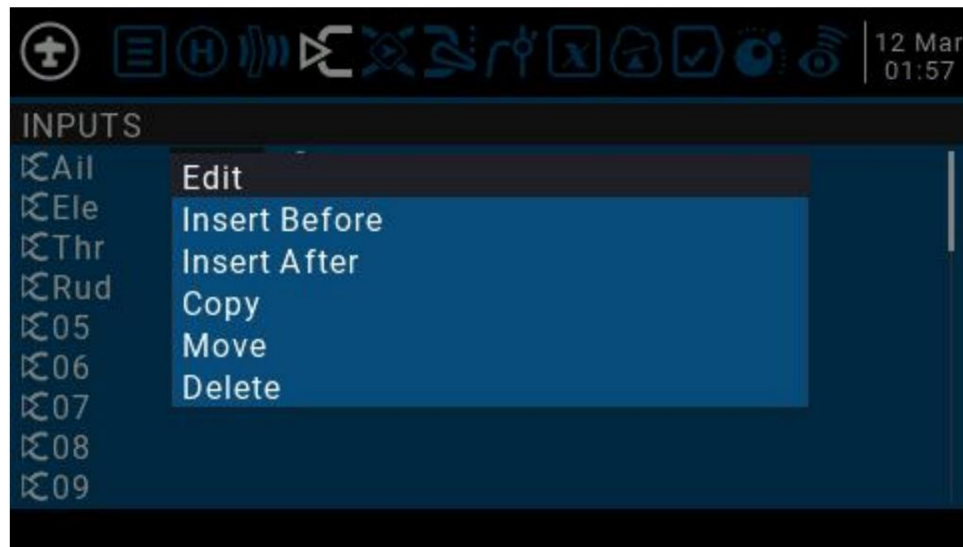 12 Mar
01:57
INPUTS
Ail
Edit
Ele
Insert Before
Thr
Insert After
Rud
Copy
05
Move
06
Delete
07
08
09